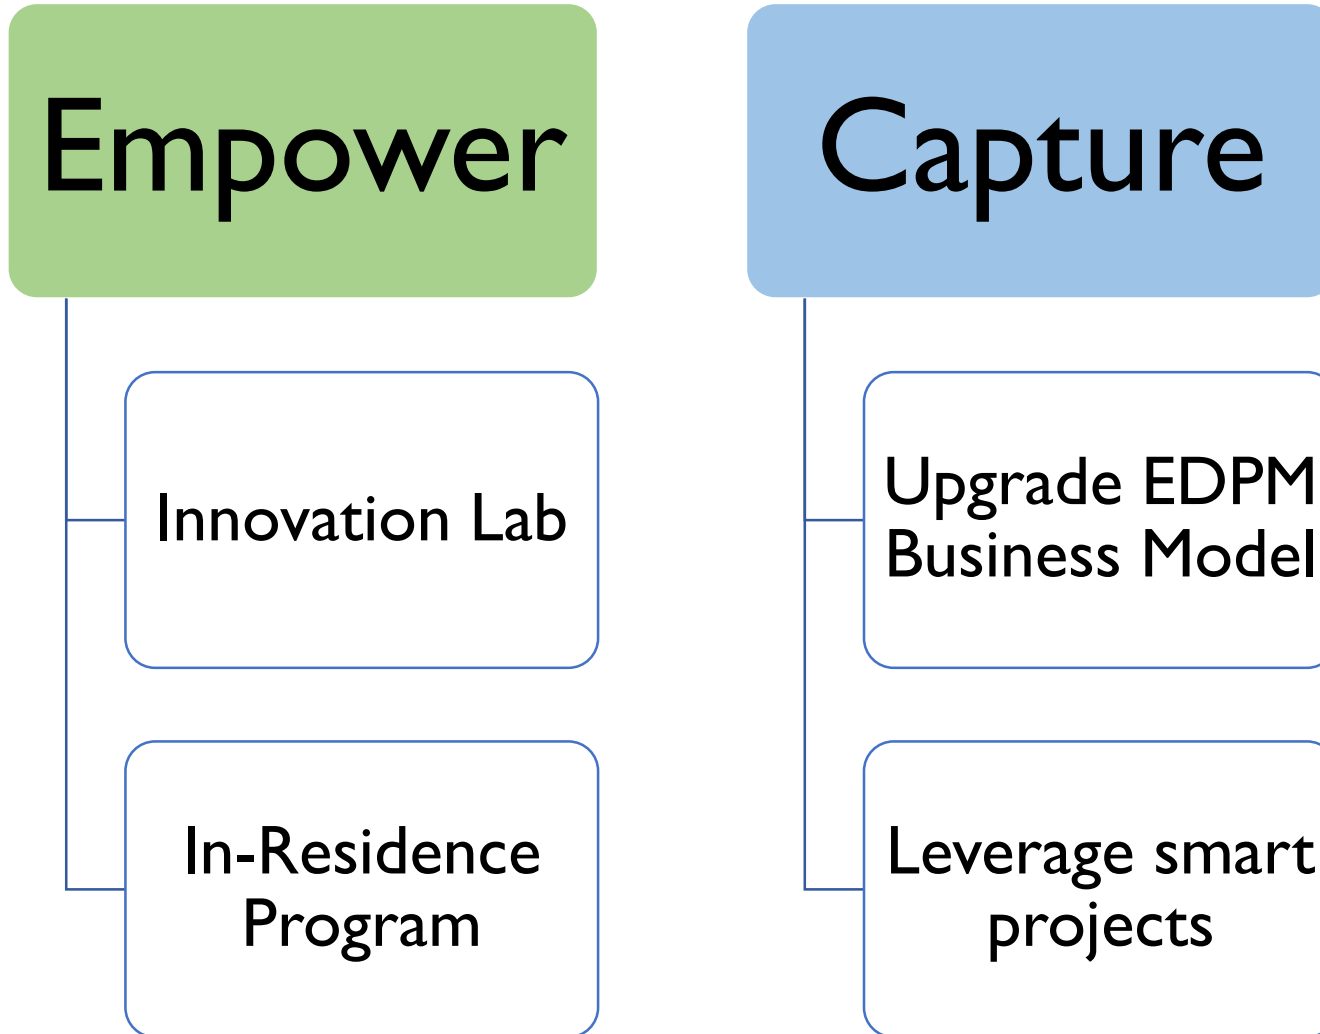 Empower
Innovation Lab
In-Residence
Program
Capture
Upgrade EDPM
Business Model
Leverage smart
projects